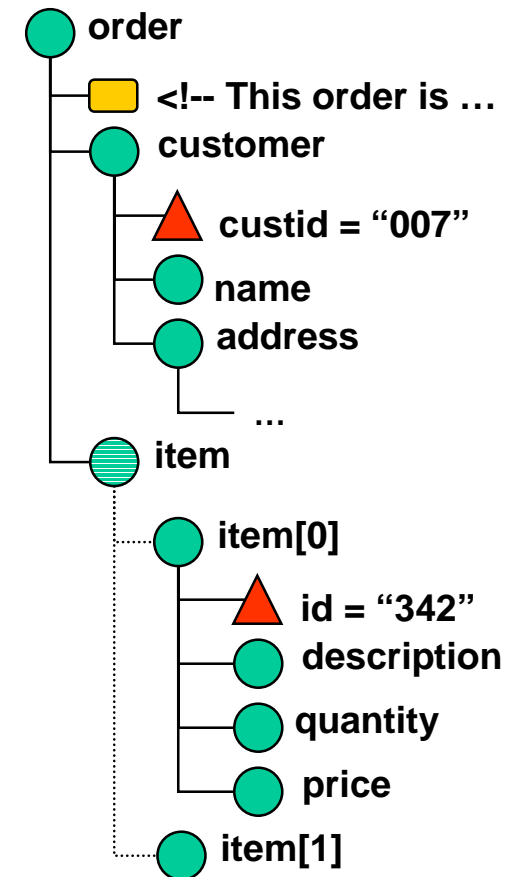 order
<!-- This order is …
customer
custid = “007”
name
address
…
item
item[0]
id = “342”
description
quantity
price
item[1]